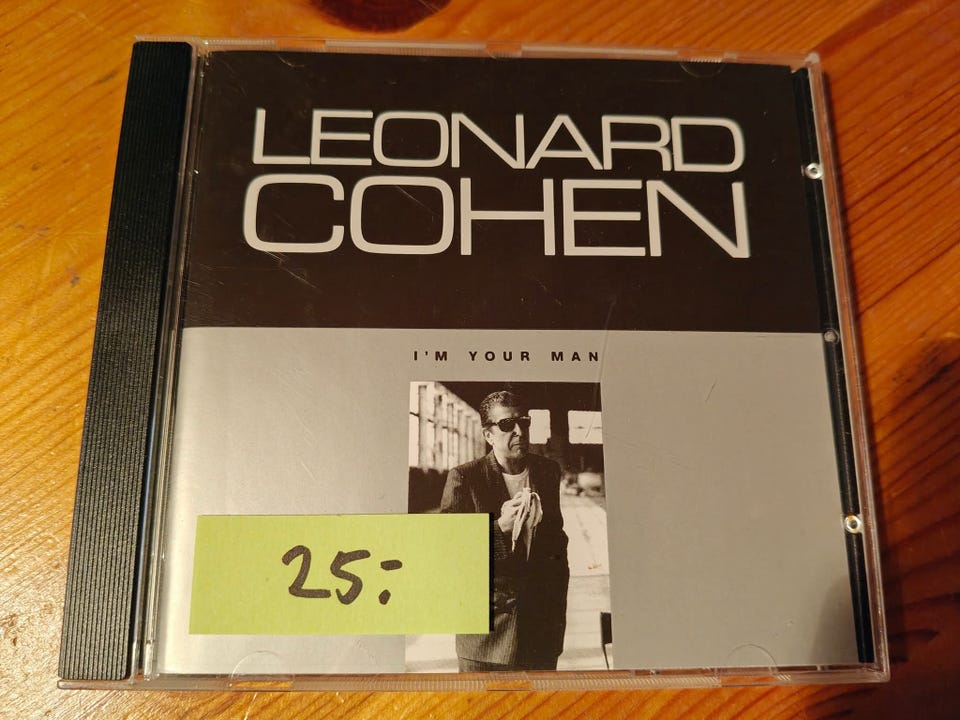 LEONARD
COHEN
I'M YOUR MAN
25:-